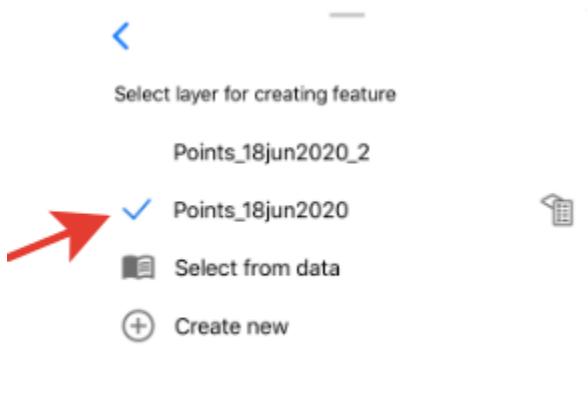 Select layer for creating feature
Points_18jun2020_2
Points_18jun2020
Select from data
Create new